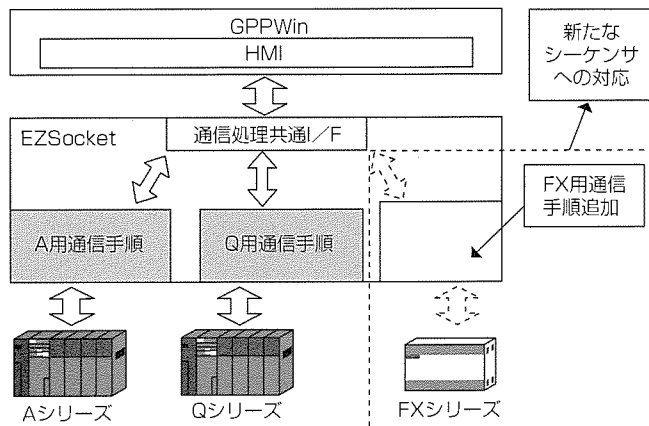 GPPWin
HMI
新たな
シーケンサ
への対応
EZSocket
通信処理共通I／F
FX用通信
手順追加
A用通信手順
Q用通信手順
Aシリーズ
Qシリーズ
FXシリーズ